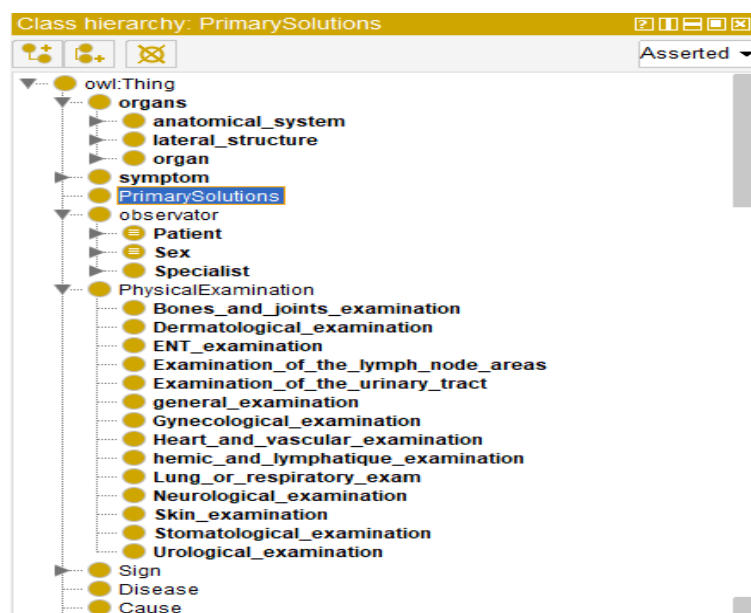 Class hierarchy: PrimarySolutions
Asserted
owl:Thing
organs
anatomical_system
lateral_structure
organ
symptom
PrimarySolutions
observator
Patient
Sex
Specialist
PhysicalExamination
Bones_and_joints_examination
Dermatological_examination
ENT_examination
Examination_of_the_lymph_node_areas
Examination_of_the_urinary_tract
general_examination
Gynecological_examination
Heart_and_vascular_examination
hemic_and_lymphatique_examination
Lung_or_respiratory_exam
Neurological_examination
Skin_examination
Stomatological_examination
Urological_examination
Sign
Disease
Cause